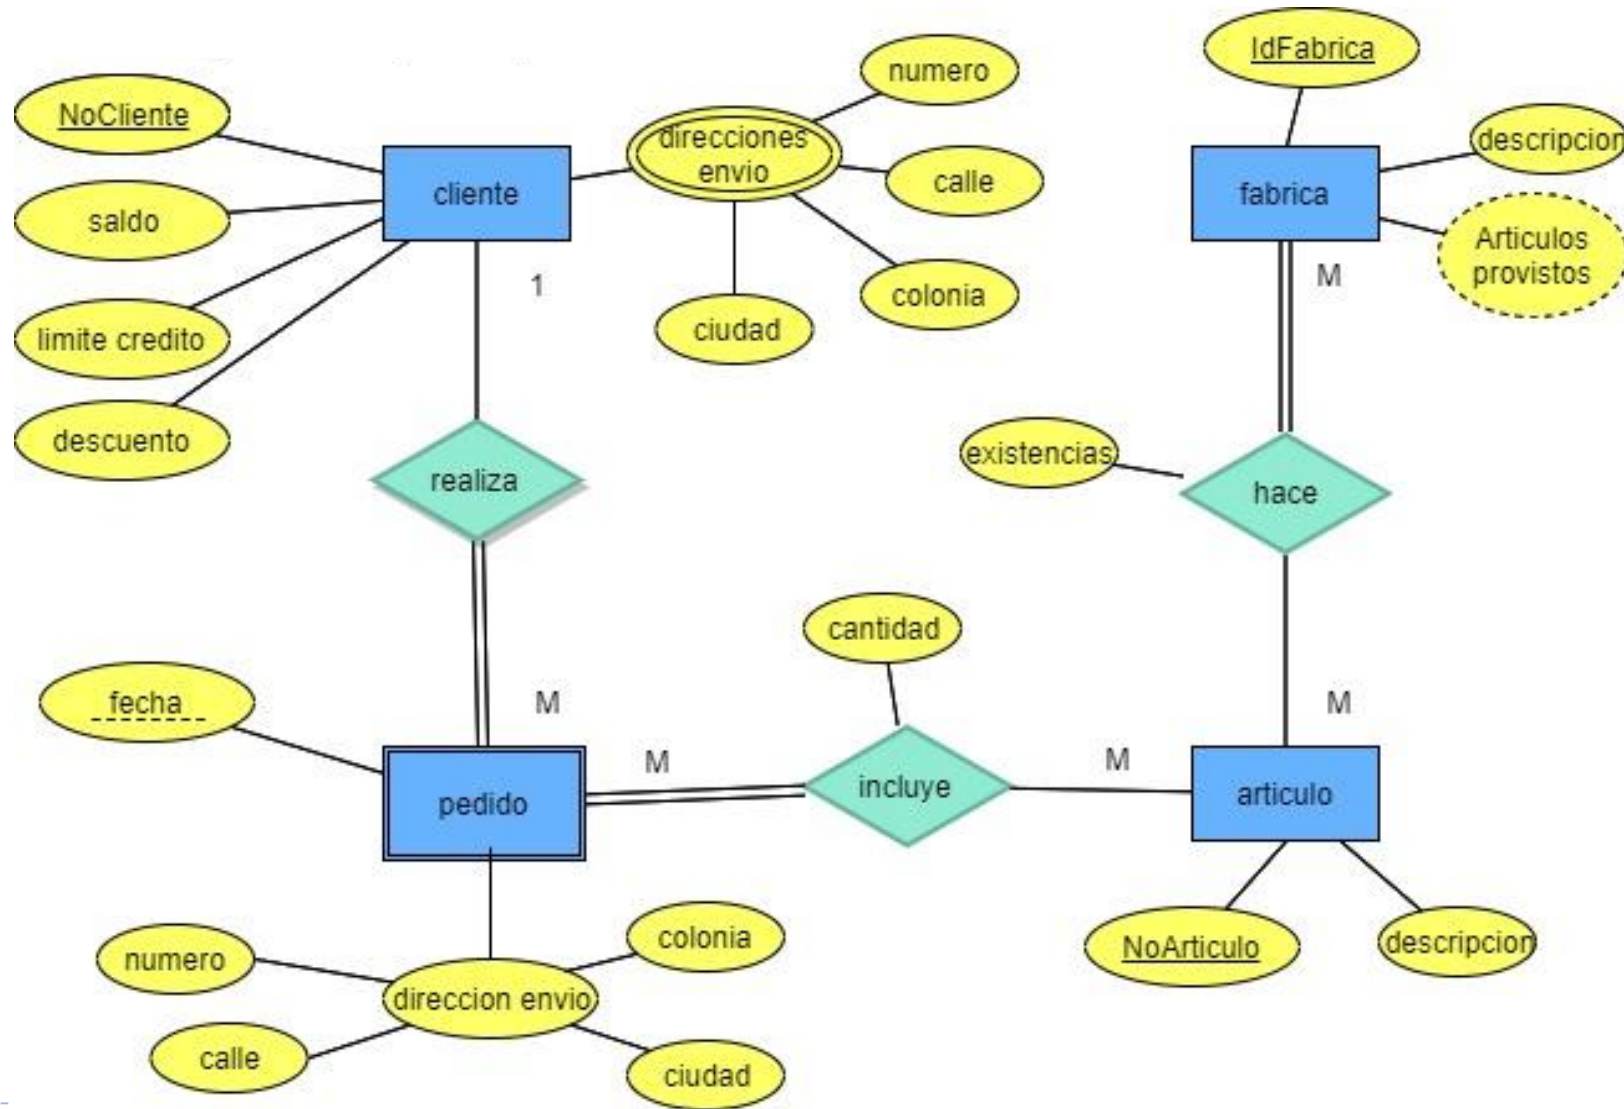 NoCliente
saldo
limite credito
descuento
cliente
direcciones
envio
numero
calle
colonia
ciudad
IdFabrica
descripcion
Articulos
provistos
fabrica
1
M
realiza
existencias
hace
M
M
fecha
pedido
M
cantidad
incluye
M
articulo
NoArticulo
descripcion
direccion envio
numero
calle
colonia
ciudad